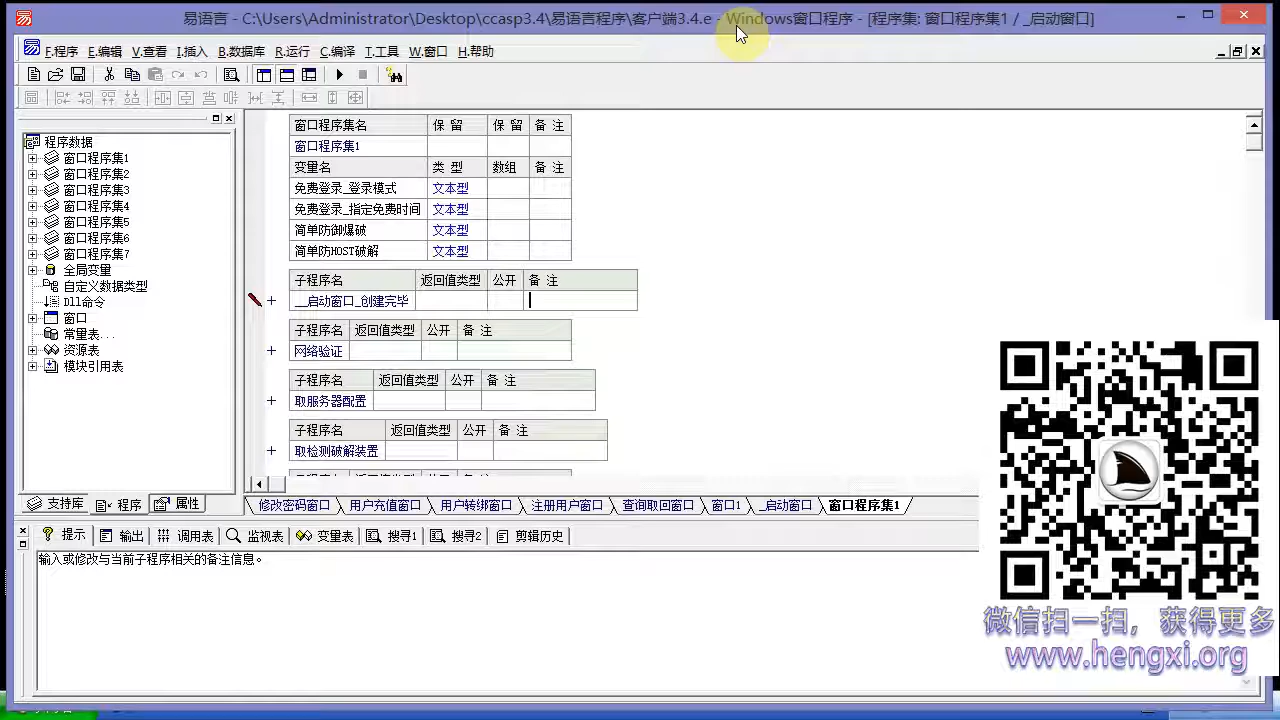 易语言 - C:\Users\Administrator\Desktop\ccasp3.4\易语言程序\客户端3.4.e - Windows窗口程序 - [程序集: 窗口程序集1 / _启动窗口]
F.程序 E.编辑 V.查看 I.插入 B.数据库 R.运行 C.编译 T.工具 W.窗口 H.帮助
程序数据
窗口程序集1
窗口程序集2
窗口程序集3
窗口程序集4
窗口程序集5
窗口程序集6
窗口程序集7
全局变量
自定义数据类型
Dll命令
窗口
常量表...
资源表
模块引用表
支持库 程序 属性
窗口程序集名 保 留 保 留 备 注
窗口程序集1
变量名 类 型 数组 备 注
免费登录_登录模式 文本型
免费登录_指定免费时间 文本型
简单防御爆破 文本型
简单防HOST破解 文本型
子程序名 返回值类型 公开 备 注
__启动窗口_创建完毕
子程序名 返回值类型 公开 备 注
网络验证
子程序名 返回值类型 公开 备 注
取服务器配置
子程序名 返回值类型 公开 备 注
取检测破解装置
修改密码窗口 用户充值窗口 用户转绑窗口 注册用户窗口 查询取回窗口 窗口1 _启动窗口 窗口程序集1
提示 输出 调用表 监视表 变量表 搜寻1 搜寻2 剪辑历史
输入或修改与当前子程序相关的备注信息。
微信扫一扫，获得更多
www.hengxi.org